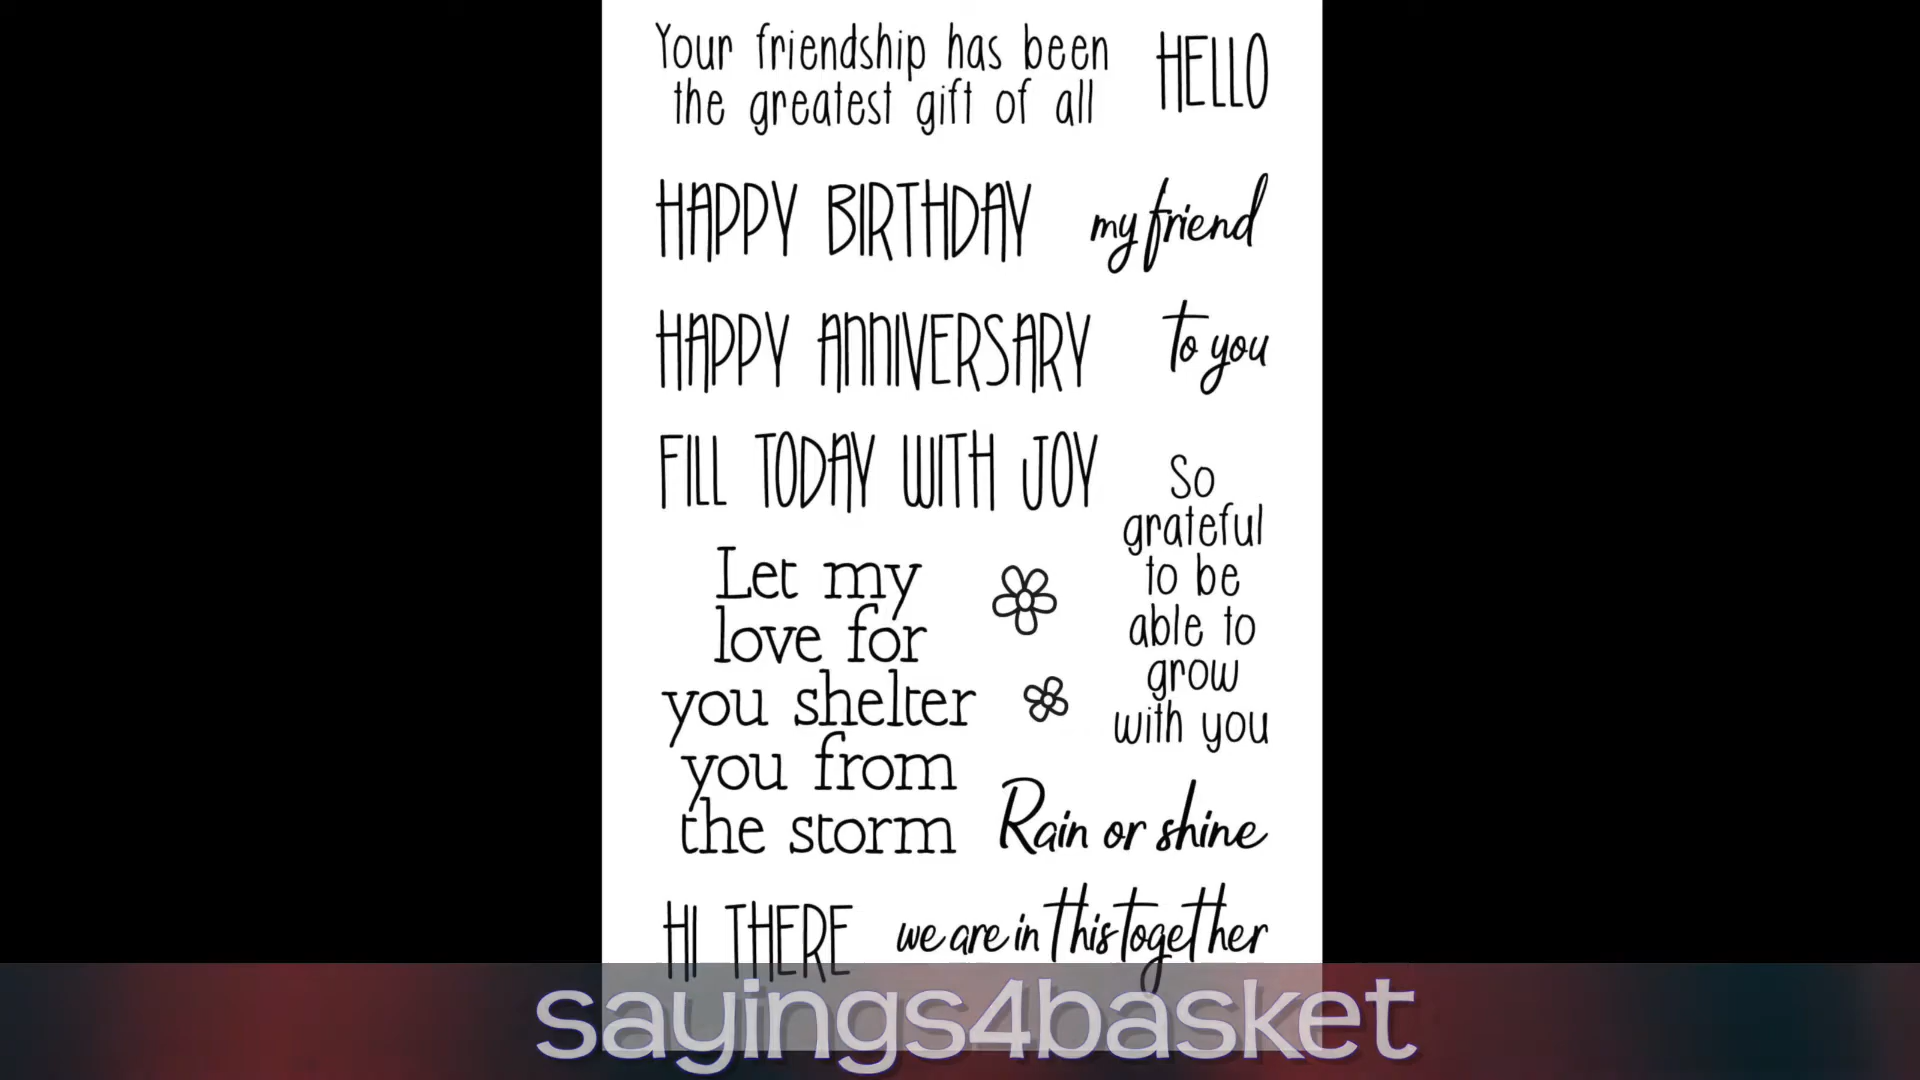 Your friendship has been
the greatest gift of all
HELLO
HAPPY BIRTHDAY
my friend
HAPPY ANNIVERSARY
to you
FILL TODAY WITH JOY
So
grateful
to be
able to
grow
with you
Let my
love for
you shelter
you from
the storm
Rain or shine
HI THERE
we are in this together
sayings4basket